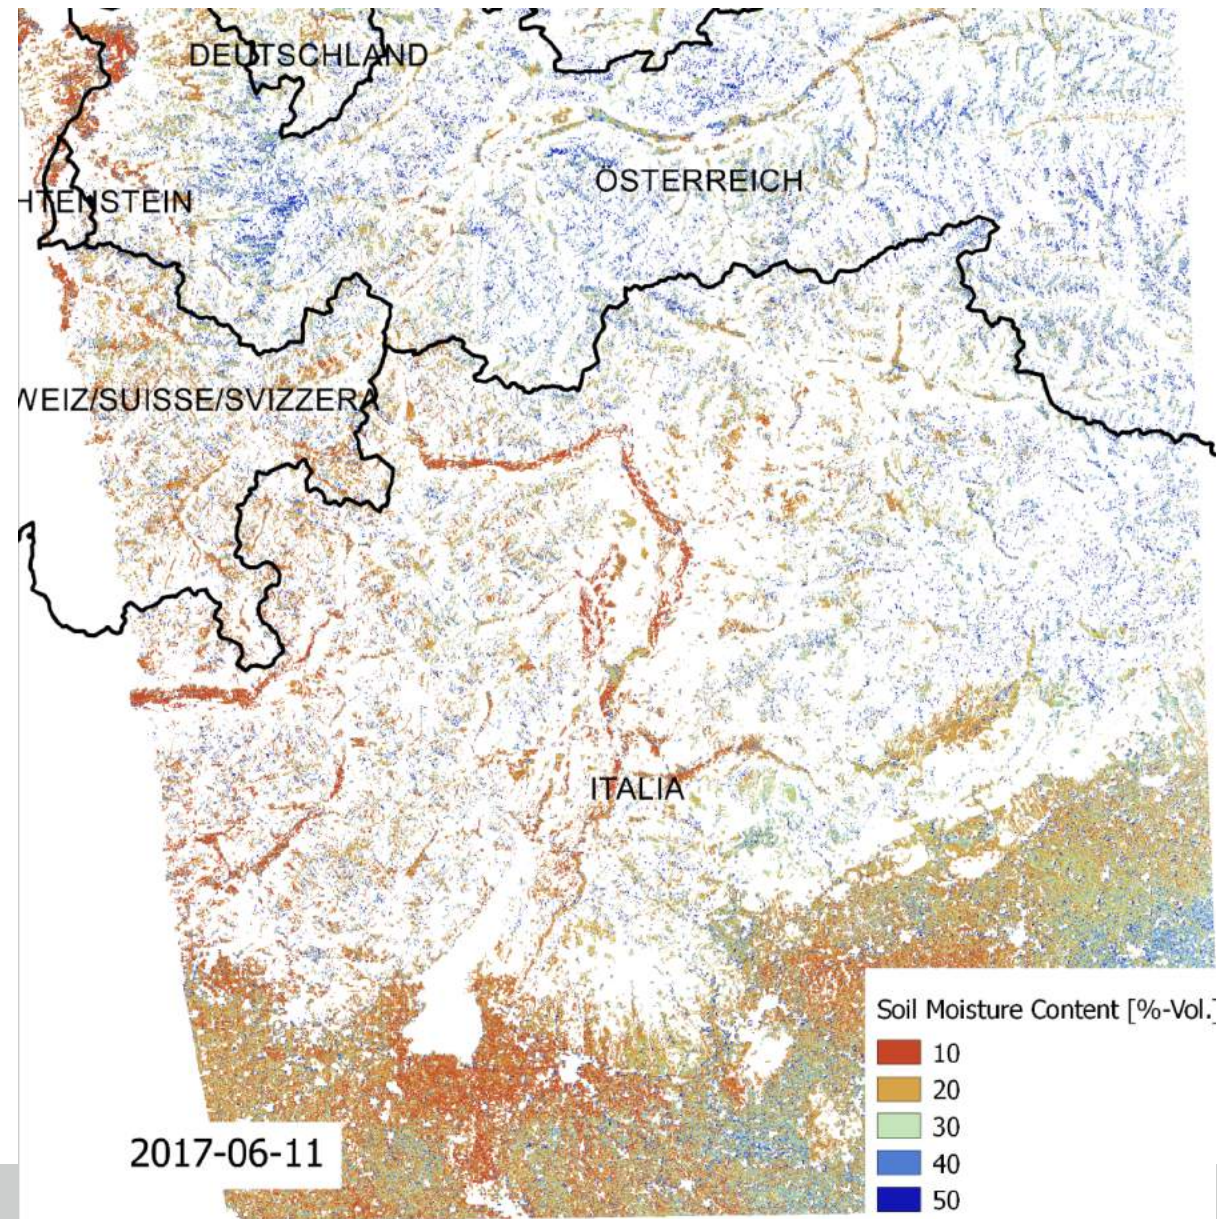 DEUTSCHLAND
ÖSTERREICH
HTENSTEIN
WEIZ/SUISSE/SVIZZERA
ITALIA
Soil Moisture Content [%-Vol.]
10
20
30
40
50
2017-06-11